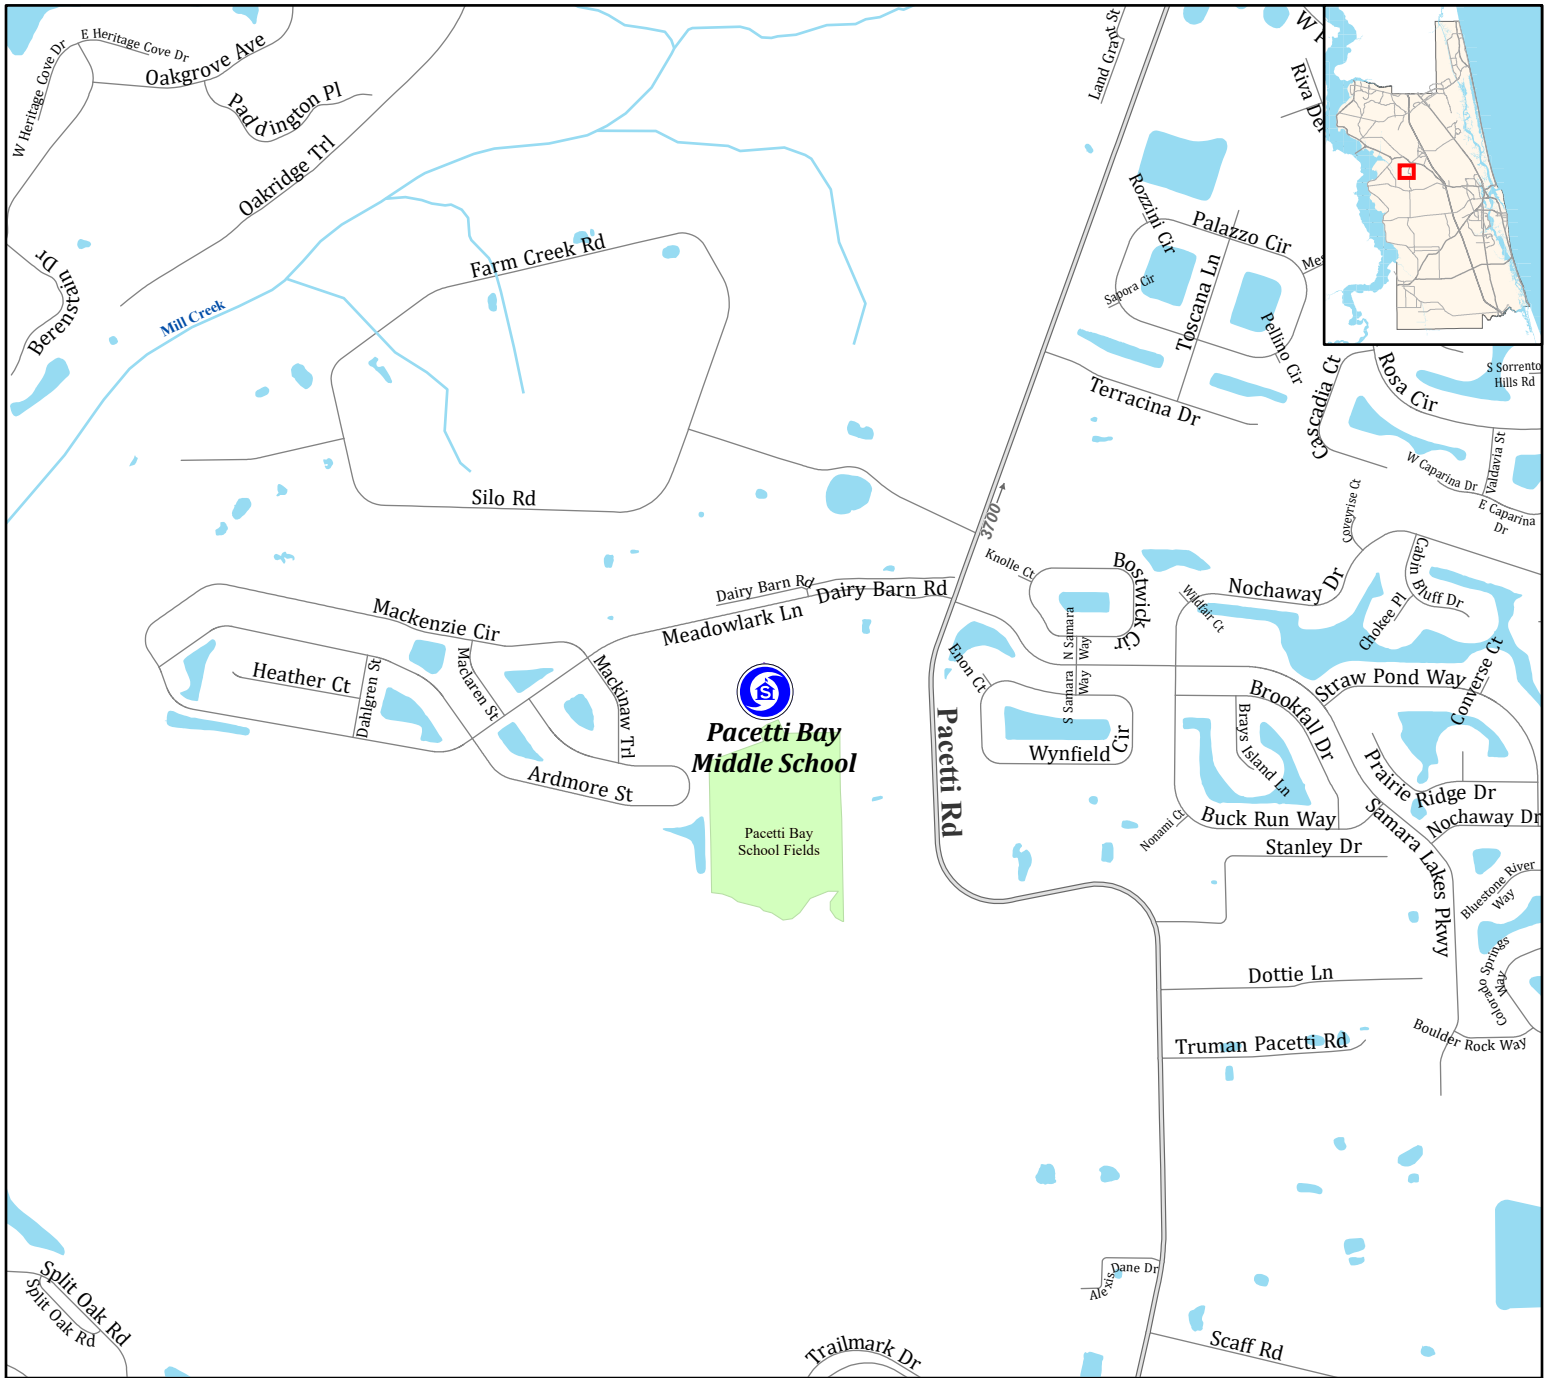 E Heritage Cove Dr
W Heritage Cove Dr
Oakgrove Ave
Paddington Pl
Oakridge Trl
Berenstain Dr
Mill Creek
Farm Creek Rd
Silo Rd
Land Grant St
Rozzini Cir
Palazzo Cir
Sapora Cir
Toscana Ln
Pellino Cir
Terracina Dr
Cascadia Ct
Rosa Cir
S Sorrento
Hills Rd
W Caparina Dr
Valdavia St
E Caparina
Dr
Coveyrise Ct
3700
Knolle Ct
Bostwick Cir
Wildfair Ct
Nochaway Dr
Cabin Bluff Dr
Chokee Pl
Dairy Barn Rd
Dairy Barn Rd
Meadowlark Ln
Mackenzie Cir
Heather Ct
Dahlgren St
Maclaren St
Mackinaw Trl
Ardmore St
N Samara
Way
S Samara
Way
Enon Ct
Wynfield Cir
Straw Pond Way
Converse Ct
Brookfall Dr
Brays Island Ln
Prairie Ridge Dr
Nochaway Dr
Buck Run Way
Nonami Ct
Stanley Dr
Samara Lakes Pkwy
Bluestone River
Way
Colorado Springs
Way
Boulder Rock Way
S
Pacetti Bay
Middle School
Pacetti Bay
School Fields
Pacetti Rd
Dottie Ln
Truman Pacetti Rd
Alexis
Dane Dr
Scaff Rd
Trailmark Dr
Split Oak Rd
Split Oak Rd